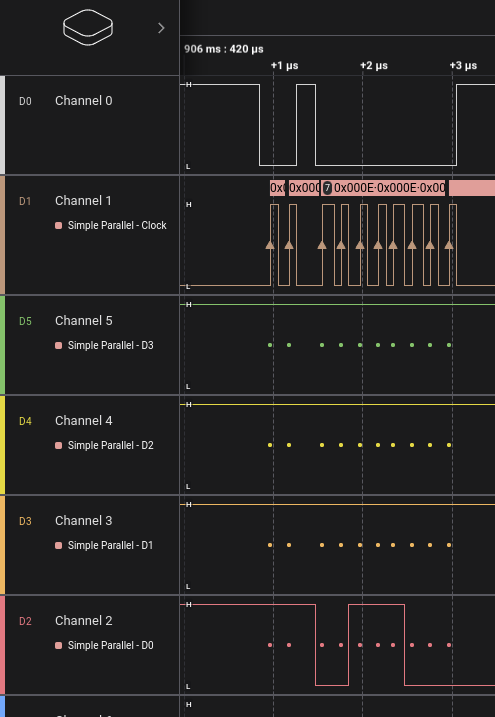 906 ms : 420 µs
+1 µs +2 µs +3 µs
D0 Channel 0
H
L
0x 0x000 7 0x000E·0x000E·0x00
D1 Channel 1
H
Simple Parallel - Clock
L
H
D5 Channel 5
Simple Parallel - D3
L
H
D4 Channel 4
Simple Parallel - D2
L
H
D3 Channel 3
Simple Parallel - D1
L
H
D2 Channel 2
Simple Parallel - D0
L
H